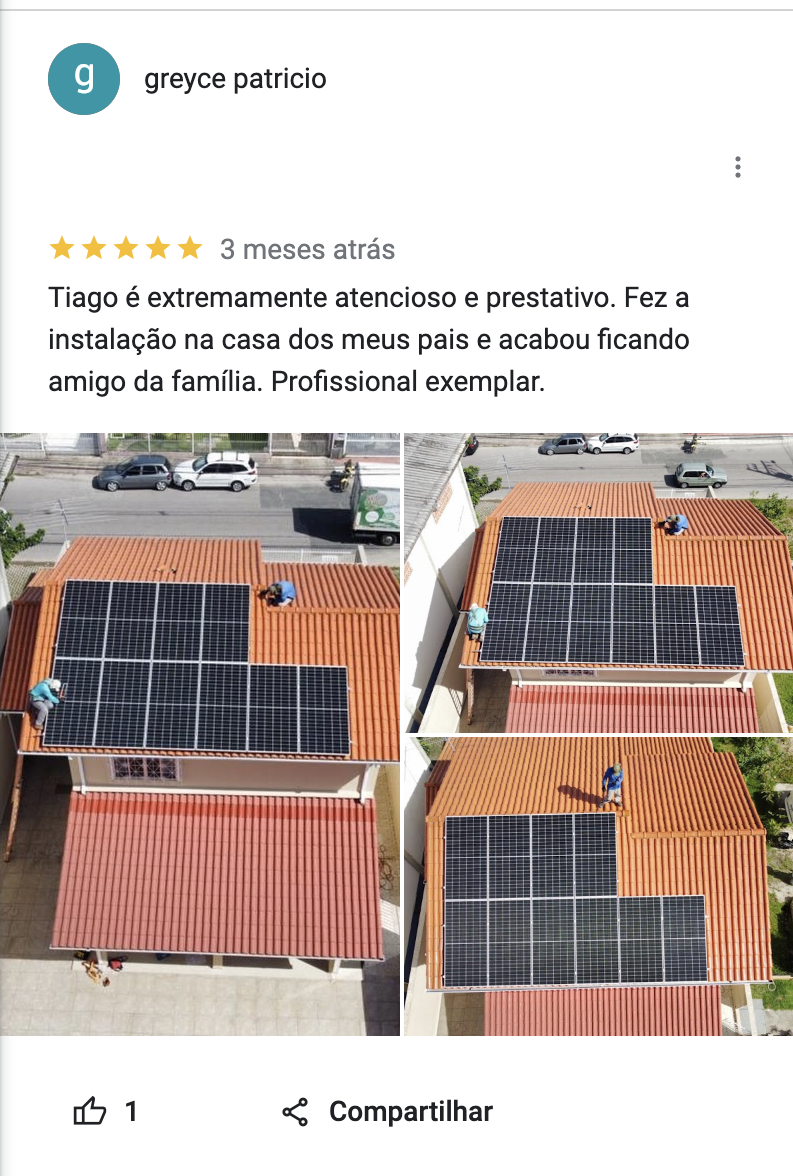 g
greyce patricio
3 meses atrás
Tiago é extremamente atencioso e prestativo. Fez a
instalação na casa dos meus pais e acabou ficando
amigo da família. Profissional exemplar.
1
Compartilhar